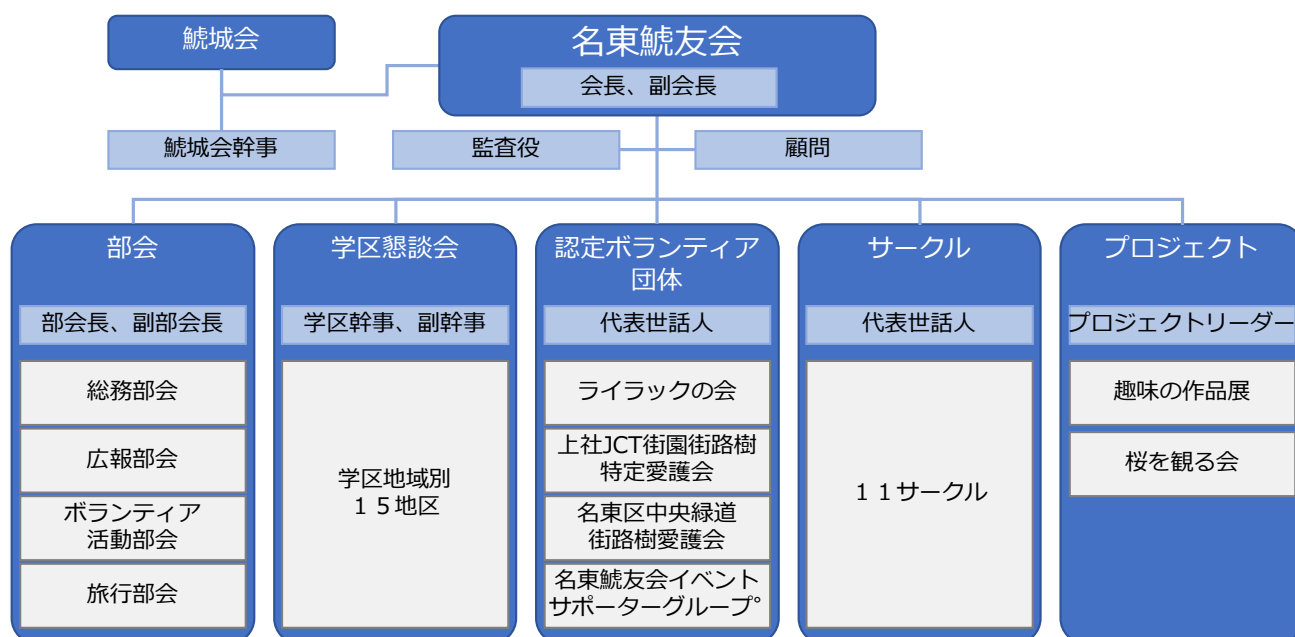 鯱城会
名東鯱友会
会長、副会長
鯱城会幹事
監査役
顧問
部会
部会長、副部会長
総務部会
広報部会
ボランティア
活動部会
旅行部会
学区懇談会
学区幹事、副幹事
学区地域別
１５地区
認定ボランティア
団体
代表世話人
ライラックの会
上社JCT街園街路樹
特定愛護会
名東区中央緑道
街路樹愛護会
名東鯱友会イベント
サポーターグループ°
サークル
代表世話人
１１サークル
プロジェクト
プロジェクトリーダー
趣味の作品展
桜を観る会